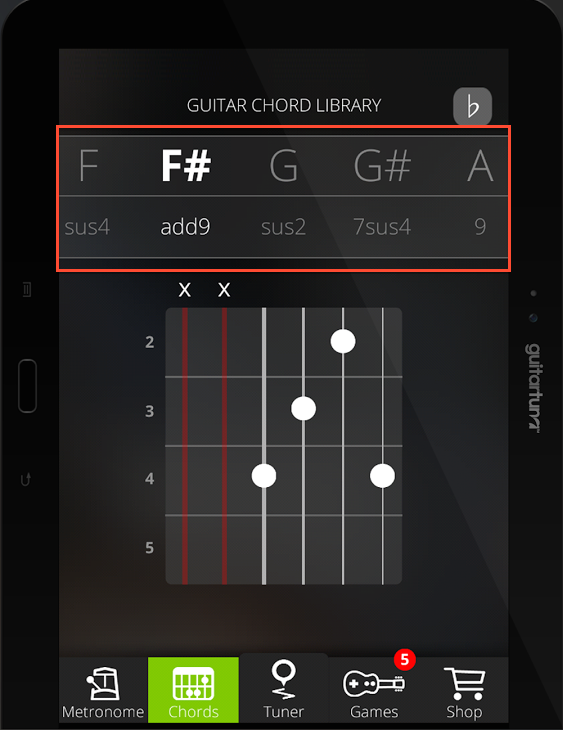 GUITAR CHORD LIBRARY
♭
F F# G G# A
sus4 add9 sus2 7sus4 9
x x
2
3
4
5
5
Metronome Chords Tuner Games Shop
guitartuna